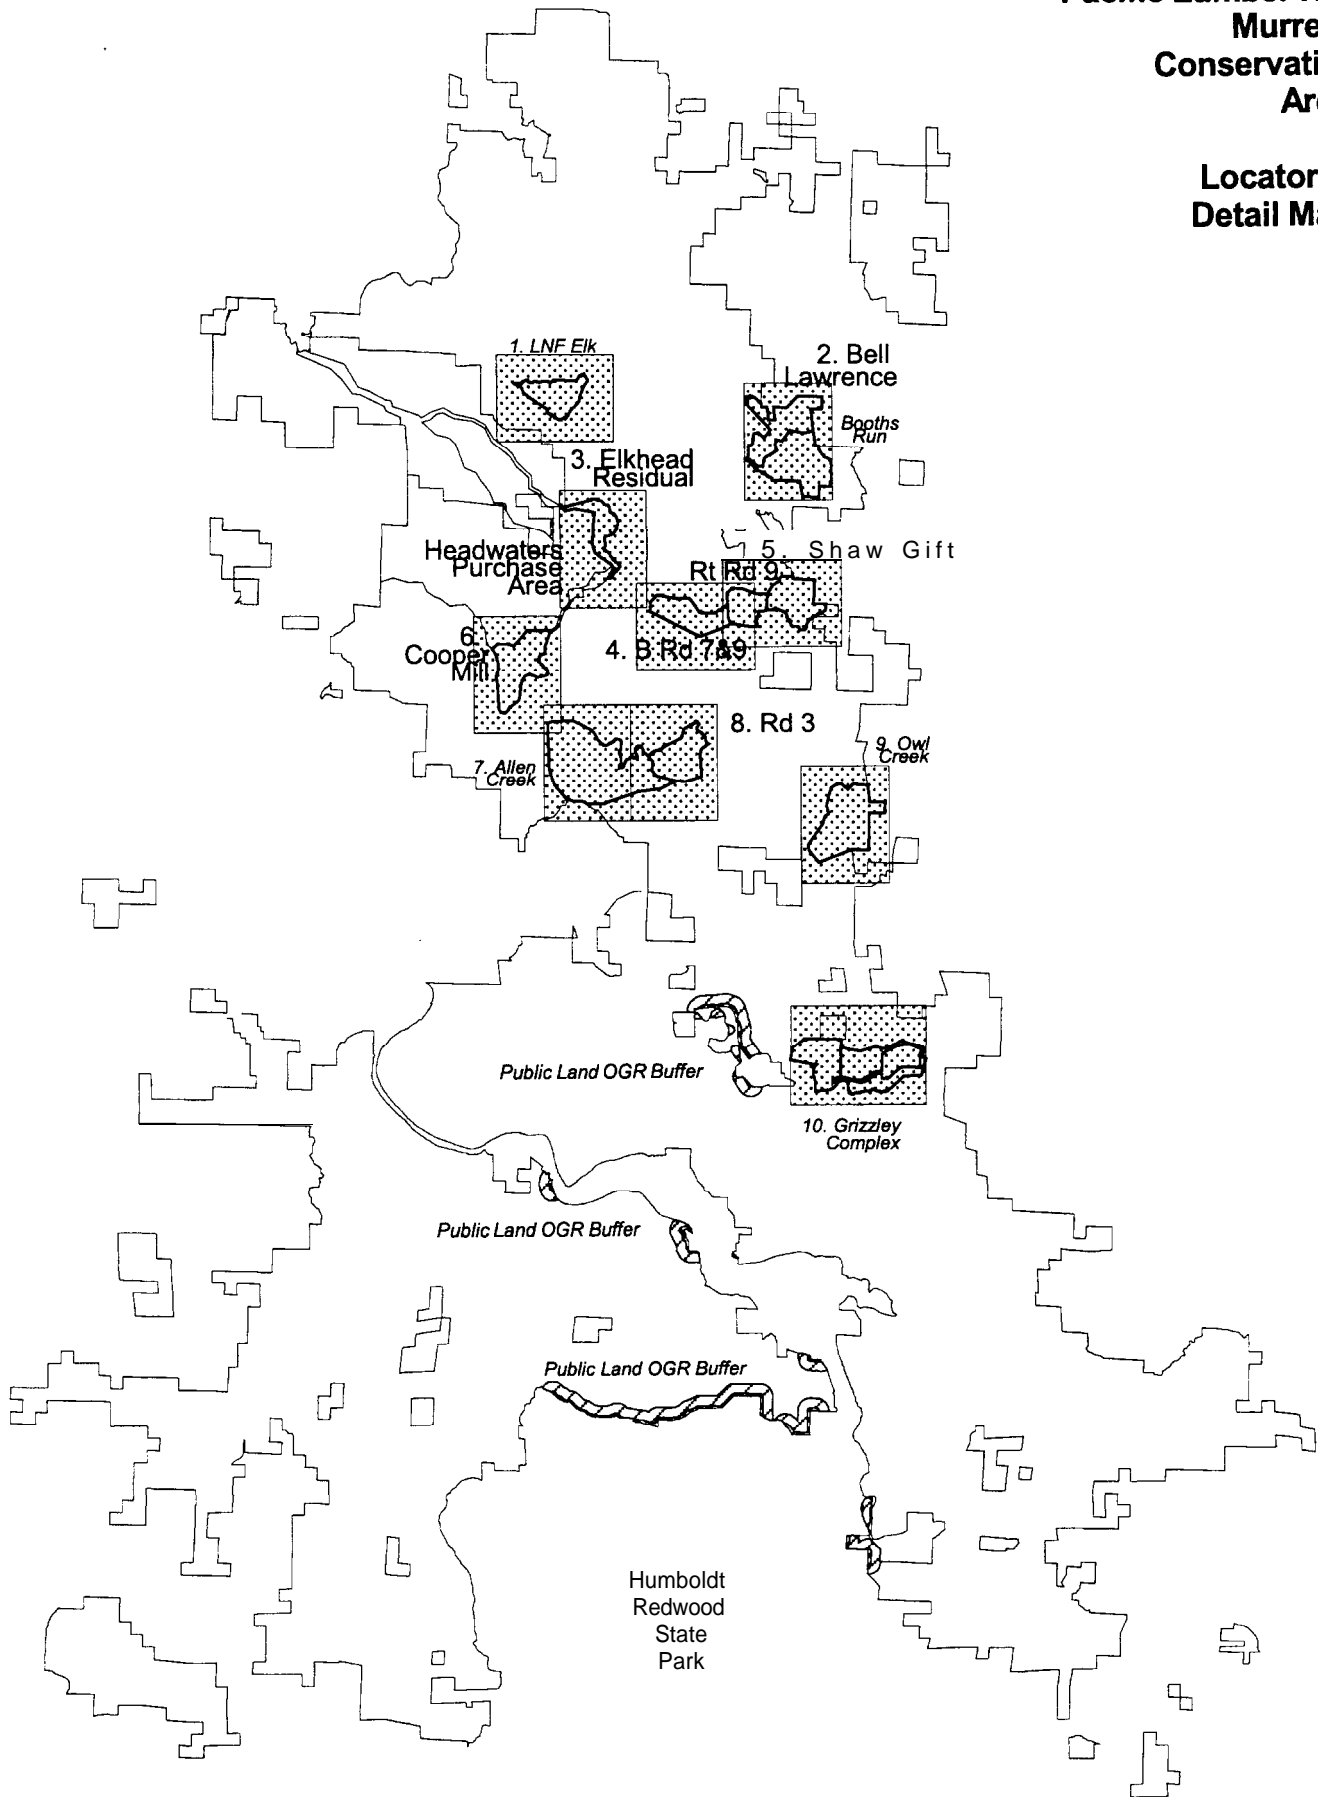 Murre
Conservati
Locator
Detail Ma
1. LNF Elk
2. Bell
Lawrence
Booths
Run
3. Elkhead
Residual
Headwaters
Purchase
Area
5. Shaw Gift
Rt Rd 9
4. B Rd 7&9
6.
Cooper
Mill
8. Rd 3
7. Allen
Creek
9. Owl
Creek
Public Land OGR Buffer
10. Grizzley
Complex
Public Land OGR Buffer
Public Land OGR Buffer
Humboldt
Redwood
State
Park